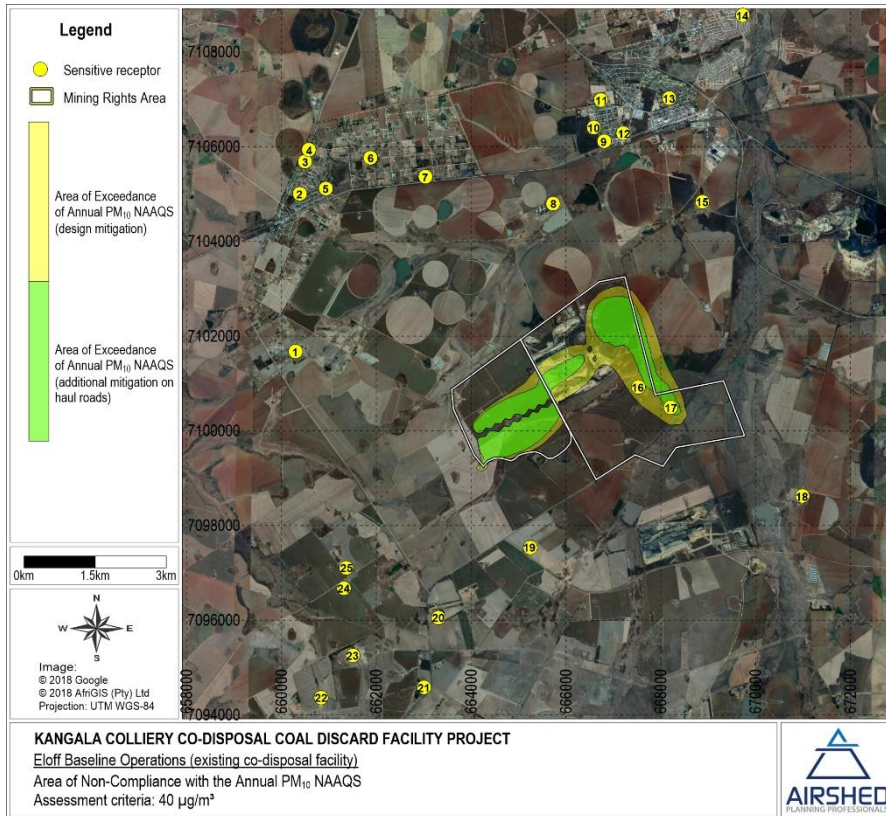 Legend
Sensitive receptor
Mining Rights Area
Area of Exceedance
of Annual PM₁₀ NAAQS
(design mitigation)
Area of Exceedance
of Annual PM₁₀ NAAQS
(additional mitigation on
haul roads)
0km 1.5km 3km
N
W E
S
Image:
© 2018 Google
© 2018 AfriGIS (Pty) Ltd
Projection: UTM WGS-84
14
7108000
11 13
10 12
9
7106000
4
3 6
7
2 5
8 15
7104000
7102000
1
16
17
7100000
18
7098000
19
25
24
20
7096000
23
21
22
7094000
658000 660000 662000 664000 666000 668000 670000 672000
KANGALA COLLIERY CO-DISPOSAL COAL DISCARD FACILITY PROJECT
Eloff Baseline Operations (existing co-disposal facility)
Area of Non-Compliance with the Annual PM₁₀ NAAQS
Assessment criteria: 40 µg/m³
AIRSHED
PLANNING PROFESSIONALS